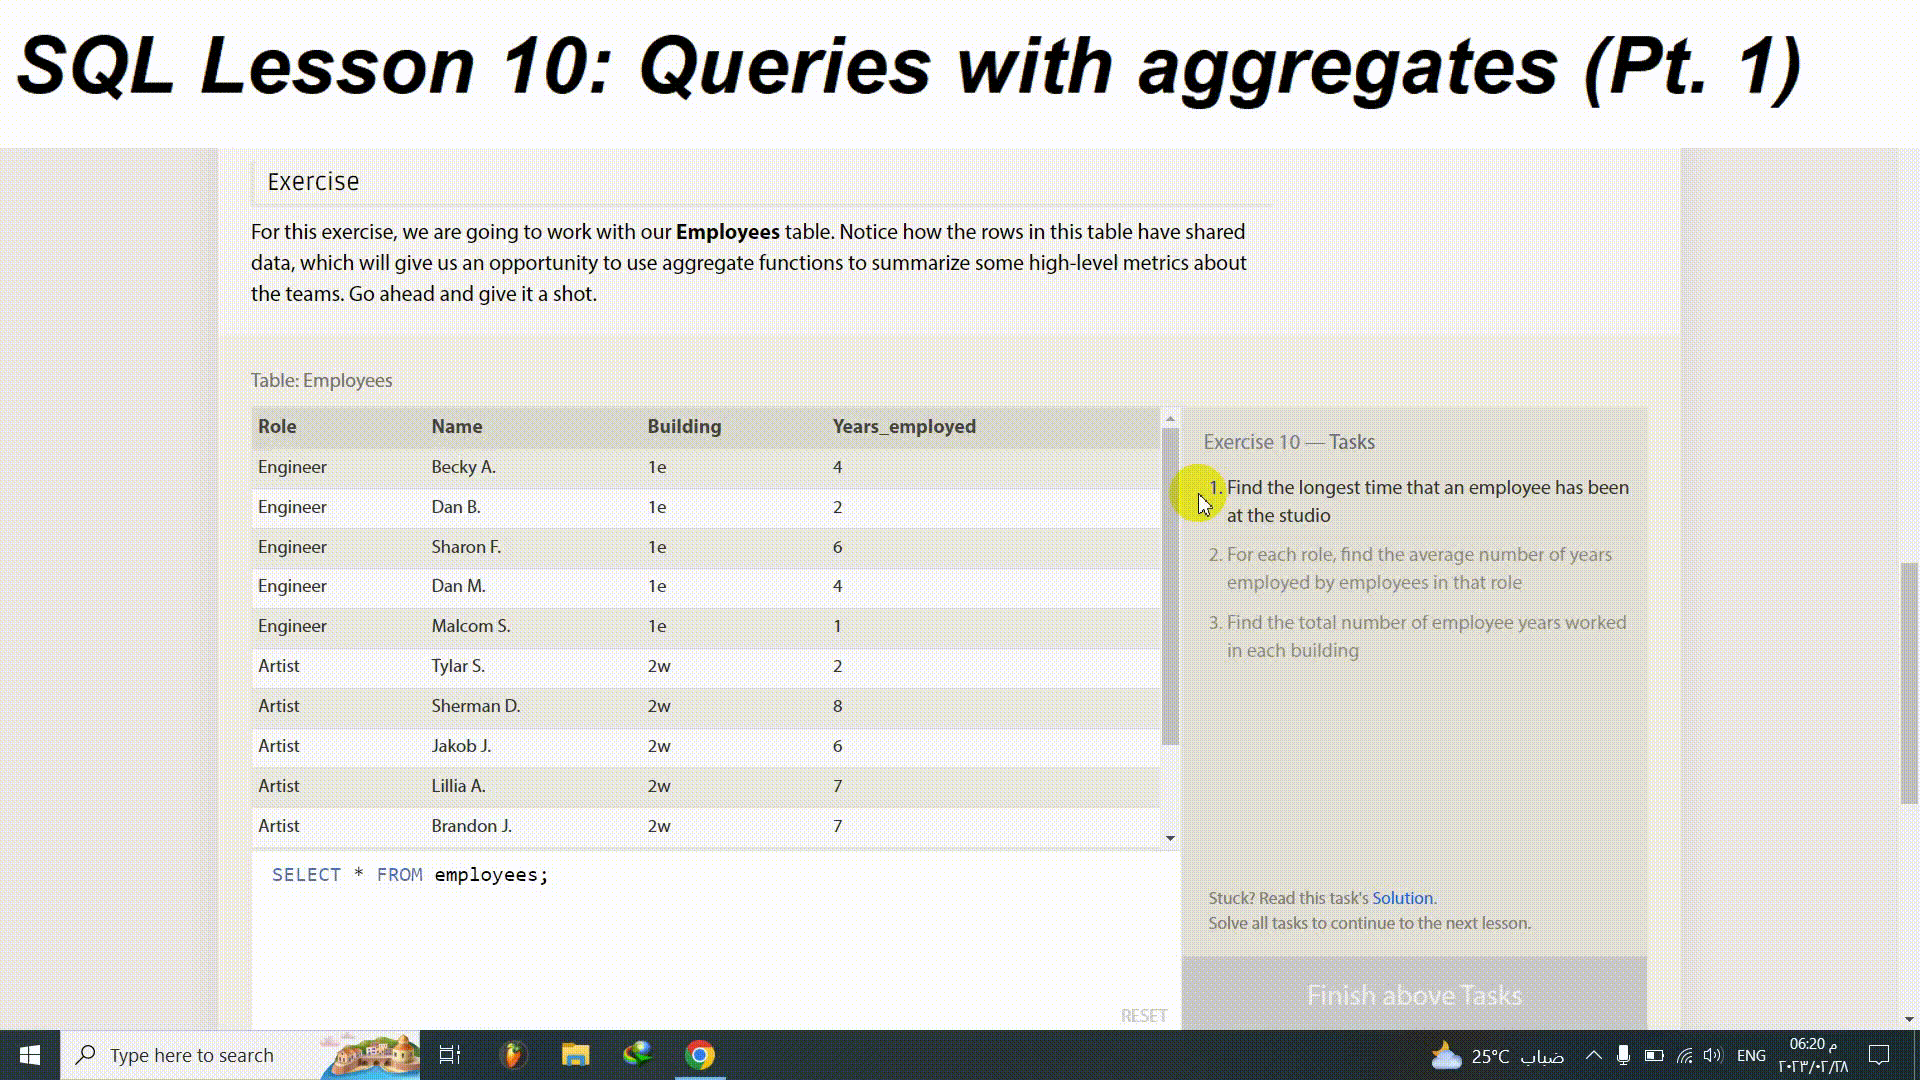 SQL Lesson 10: Queries with aggregates (Pt. 1)
Exercise
For this exercise, we are going to work with our Employees table. Notice how the rows in this table have shared
data, which will give us an opportunity to use aggregate functions to summarize some high-level metrics about
the teams. Go ahead and give it a shot.
Table: Employees
Role Name Building Years_employed
Engineer Becky A. 1e 4
Engineer Dan B. 1e 2
Engineer Sharon F. 1e 6
Engineer Dan M. 1e 4
Engineer Malcom S. 1e 1
Artist Tylar S. 2w 2
Artist Sherman D. 2w 8
Artist Jakob J. 2w 6
Artist Lillia A. 2w 7
Artist Brandon J. 2w 7
SELECT * FROM employees;
RESET
Exercise 10 — Tasks
1. Find the longest time that an employee has been
at the studio
2. For each role, find the average number of years
employed by employees in that role
3. Find the total number of employee years worked
in each building
Stuck? Read this task's Solution.
Solve all tasks to continue to the next lesson.
Finish above Tasks
Type here to search
25°C ضباب
ENG
06:20 م
٢٠٢٣/٠٢/٢٨